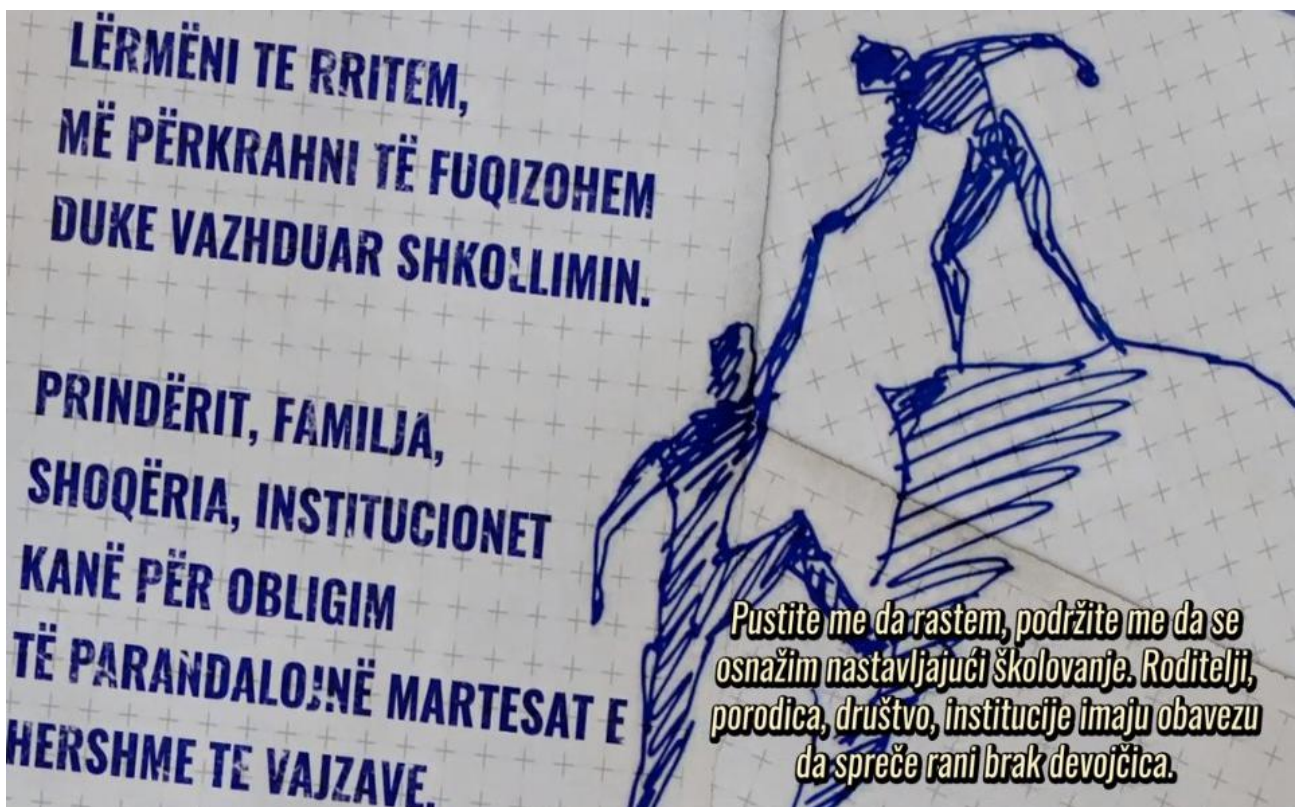 LËRMËNI TE RRITEM,
MË PËRKRAHNI TË FUQIZOHEM
DUKE VAZHDUAR SHKOLLIMIN.
PRINDËRIT, FAMILJA,
SHOQËRIA, INSTITUCIONET
KANË PËR OBLIGIM
TË PARANDALOJNË MARTESAT E
HERSHME TE VAJZAVE.
Pustite me da rastem, podržite me da se
osnažim nastavljajući školovanje. Roditelji,
porodica, društvo, institucije imaju obavezu
da spreče rani brak devojčica.